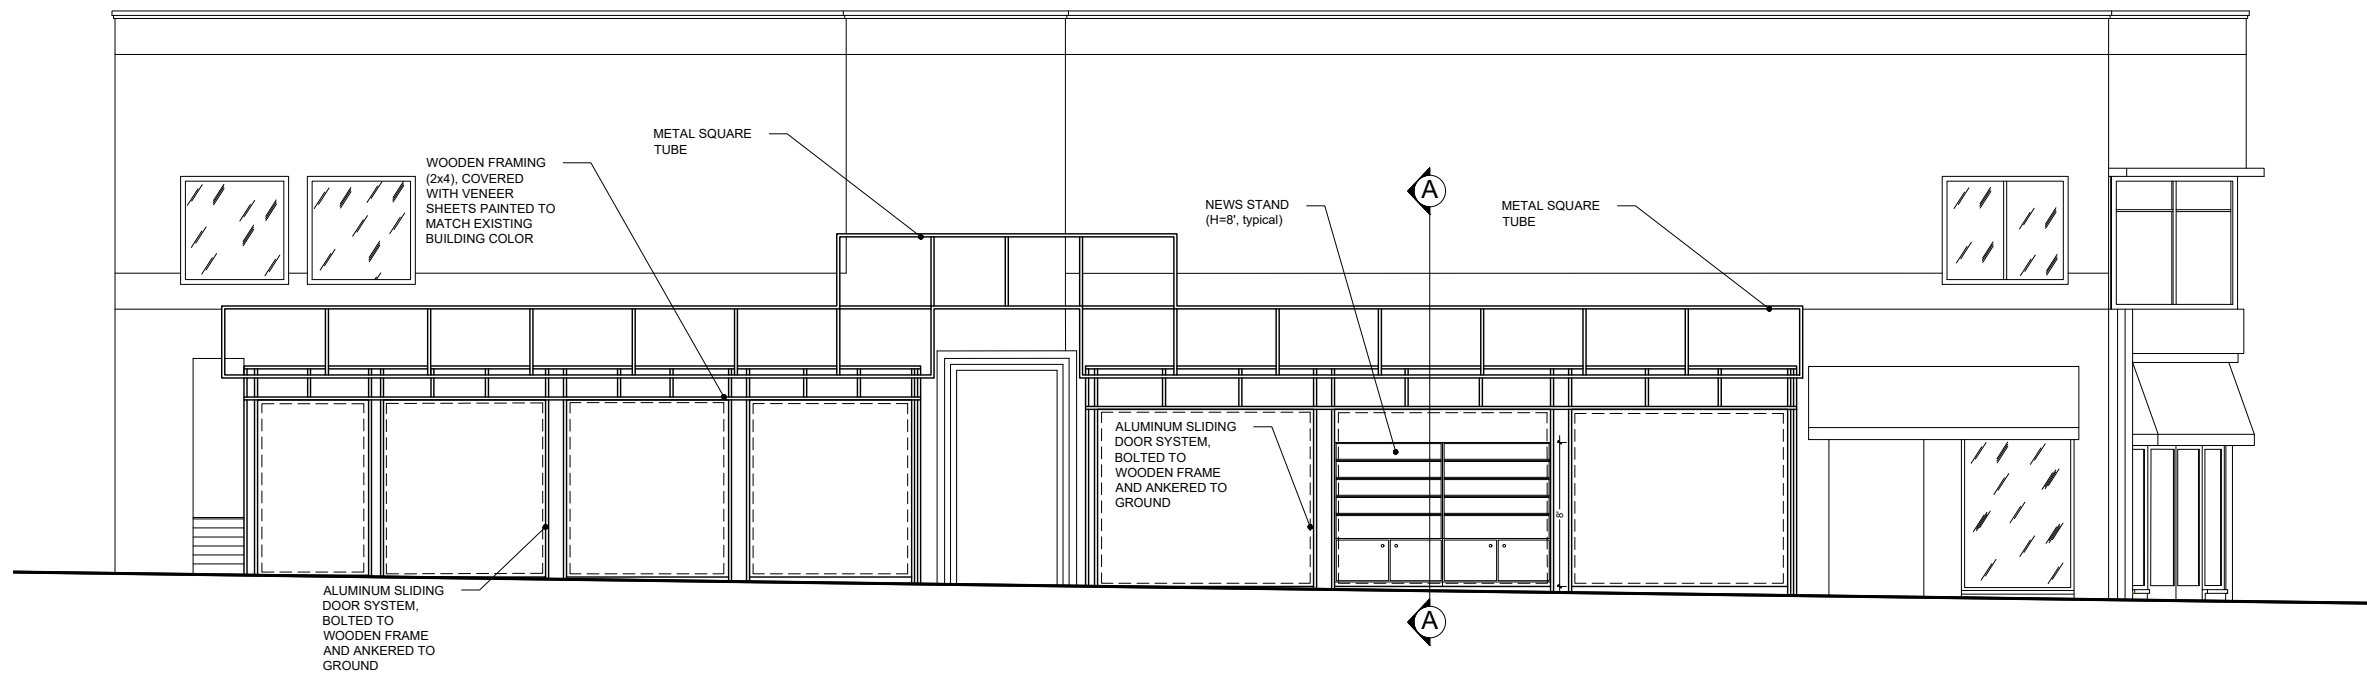 METAL SQUARE
TUBE
WOODEN FRAMING
(2x4), COVERED
WITH VENEER
SHEETS PAINTED TO
MATCH EXISTING
BUILDING COLOR
NEWS STAND
(H=8', typical)
METAL SQUARE
TUBE
A
ALUMINUM SLIDING
DOOR SYSTEM,
BOLTED TO
WOODEN FRAME
AND ANKERED TO
GROUND
8'
ALUMINUM SLIDING
DOOR SYSTEM,
BOLTED TO
WOODEN FRAME
AND ANKERED TO
GROUND
A